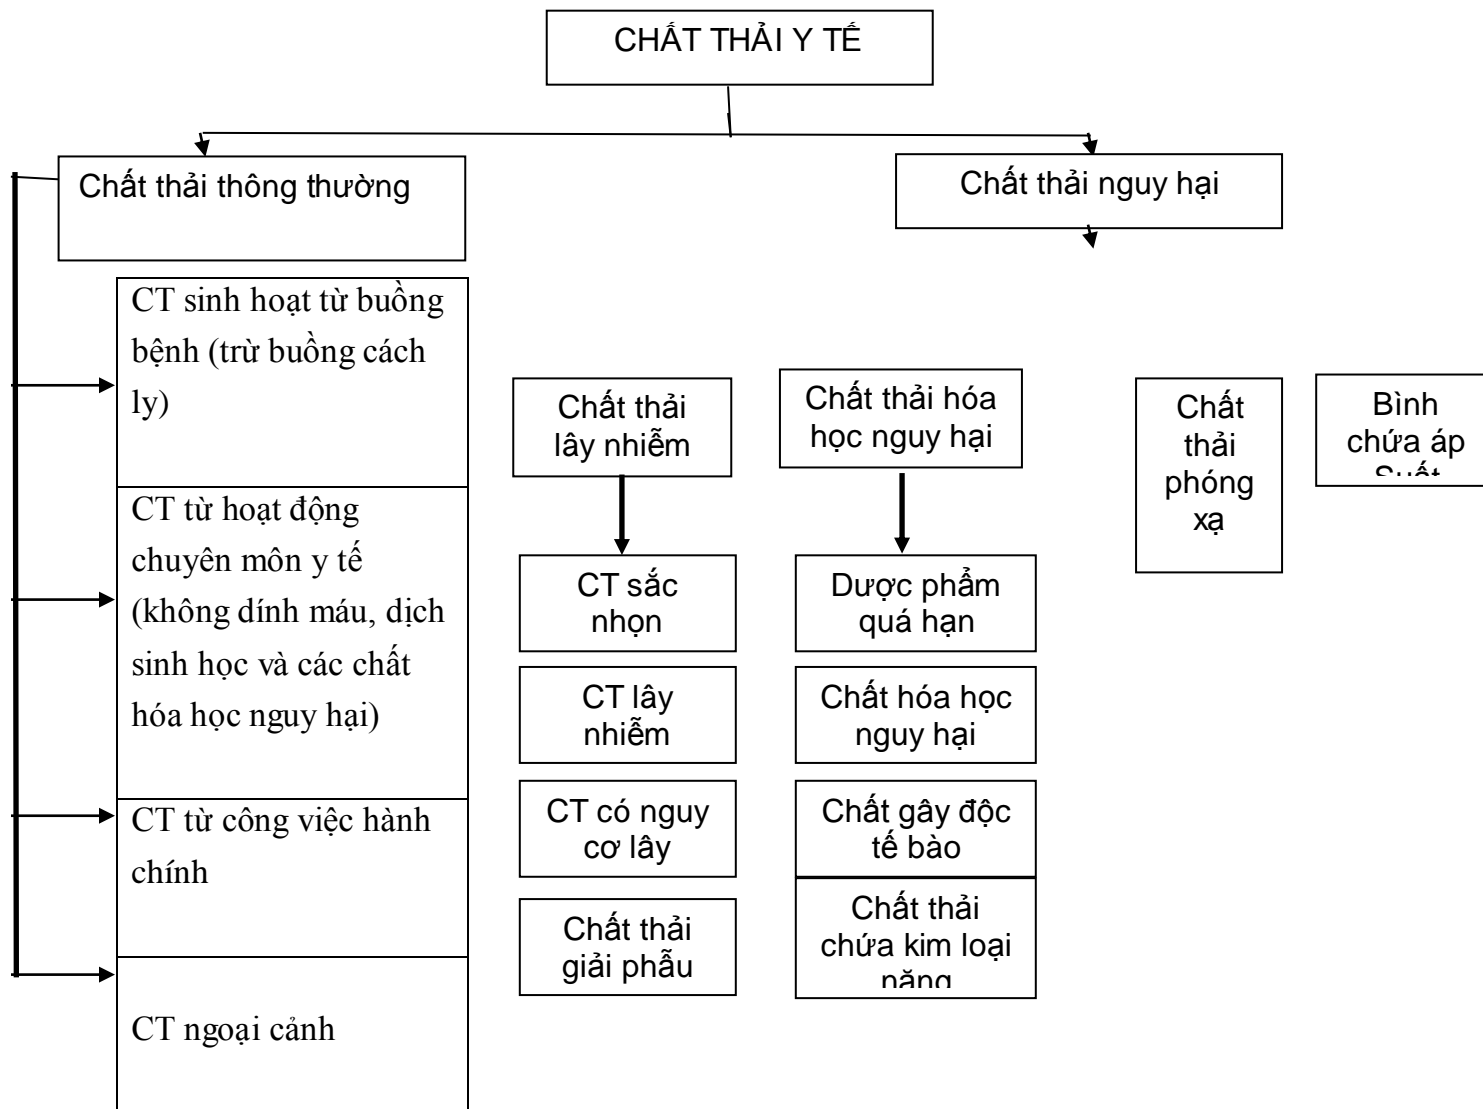 CHẤT THẢI Y TẾ
Chất thải thông thường
Chất thải nguy hại
CT sinh hoạt từ buồng
bệnh (trừ buồng cách
ly)
CT từ hoạt động
chuyên môn y tế
(không dính máu, dịch
sinh học và các chất
hóa học nguy hại)
CT từ công việc hành
chính
CT ngoại cảnh
Chất thải
lây nhiễm
CT sắc
nhọn
CT lây
nhiễm
CT có nguy
cơ lây
Chất thải
giải phẫu
Chất thải hóa
học nguy hại
Dược phẩm
quá hạn
Chất hóa học
nguy hại
Chất gây độc
tế bào
Chất thải
chứa kim loại
nặng
Chất
thải
phóng
xạ
Bình
chứa áp
Suất